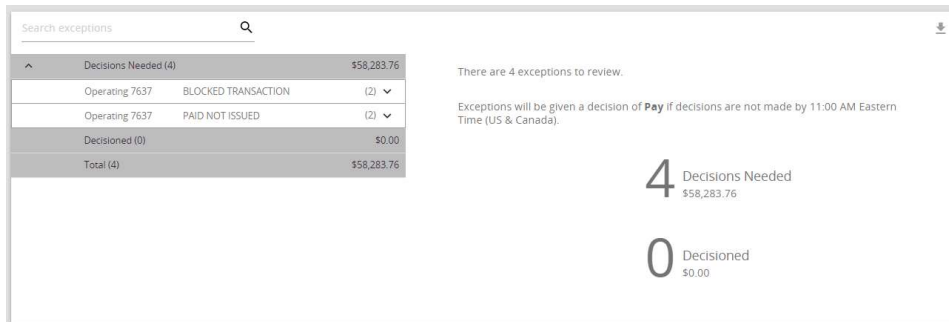 Search exceptions
Decisions Needed (4) $58,283.76
Operating 7637 BLOCKED TRANSACTION (2)
Operating 7637 PAID NOT ISSUED (2)
Decisioned (0) $0.00
Total (4) $58,283.76
There are 4 exceptions to review.
Exceptions will be given a decision of Pay if decisions are not made by 11:00 AM Eastern
Time (US & Canada).
4 Decisions Needed
$58,283.76
0 Decisioned
$0.00